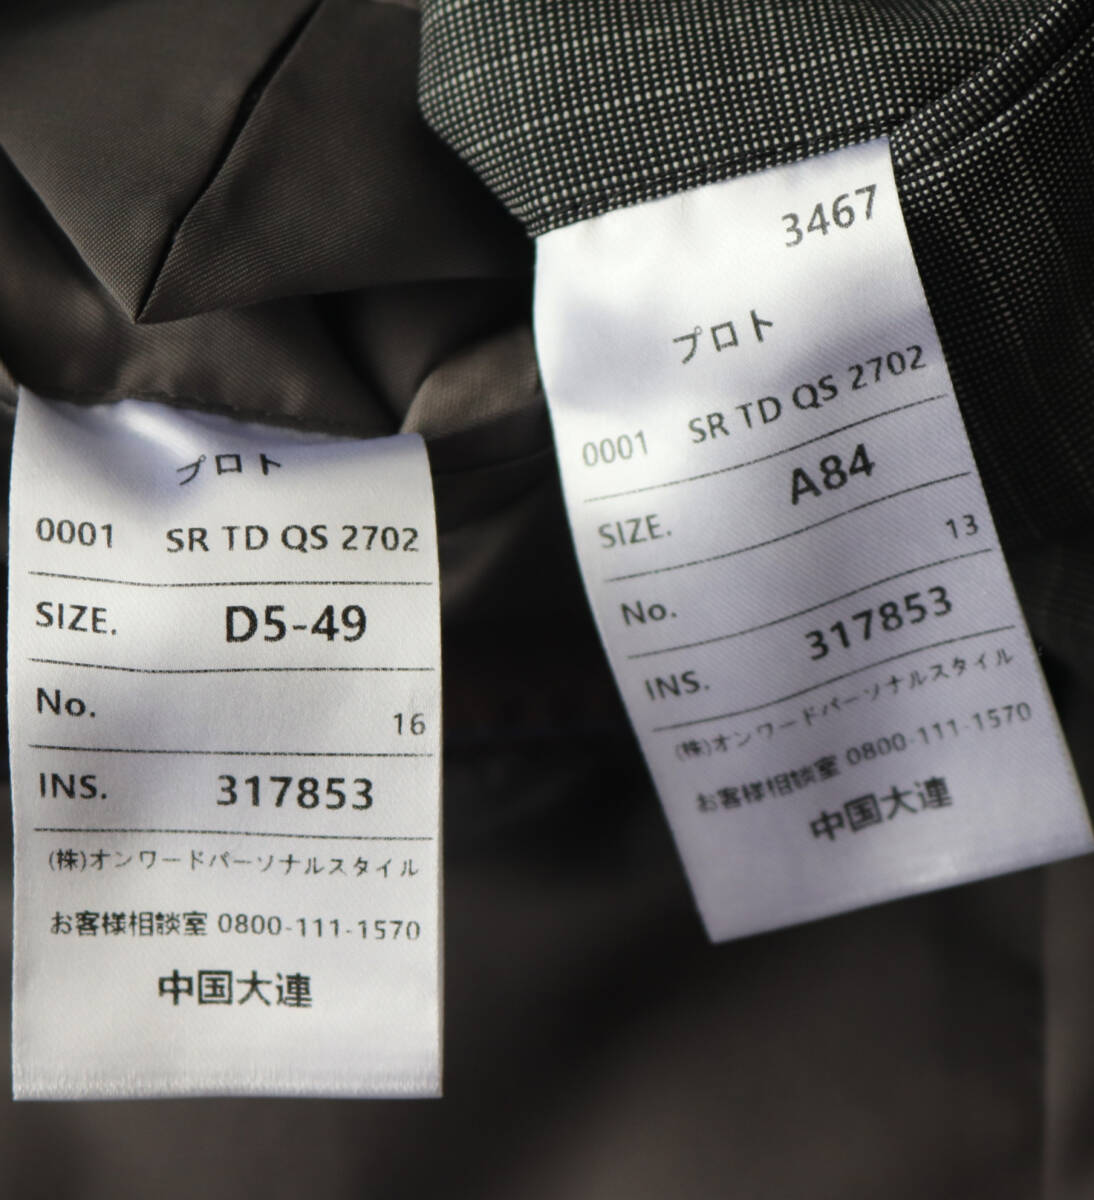 プロト
0001 SR TD QS 2702
SIZE. D5-49
No. 16
INS. 317853
(株)オンワードパーソナルスタイル
お客様相談室 0800-111-1570
中国大連
3467
プロト
0001 SR TD QS 2702
SIZE. A84
No. 13
INS. 317853
(株)オンワードパーソナルスタイル
お客様相談室 0800-111-1570
中国大連